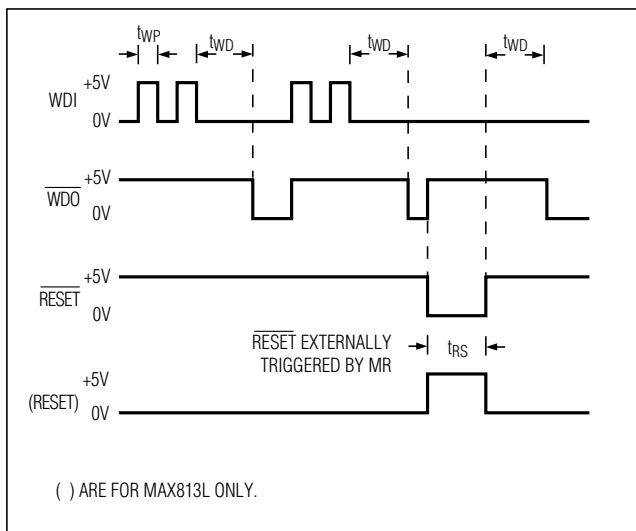 tWP tWD tWD tWD
WDI +5V
0V
WDO +5V
0V
RESET +5V
0V
RESET EXTERNALLY
TRIGGERED BY MR
tRS
(RESET) +5V
0V
( ) ARE FOR MAX813L ONLY.